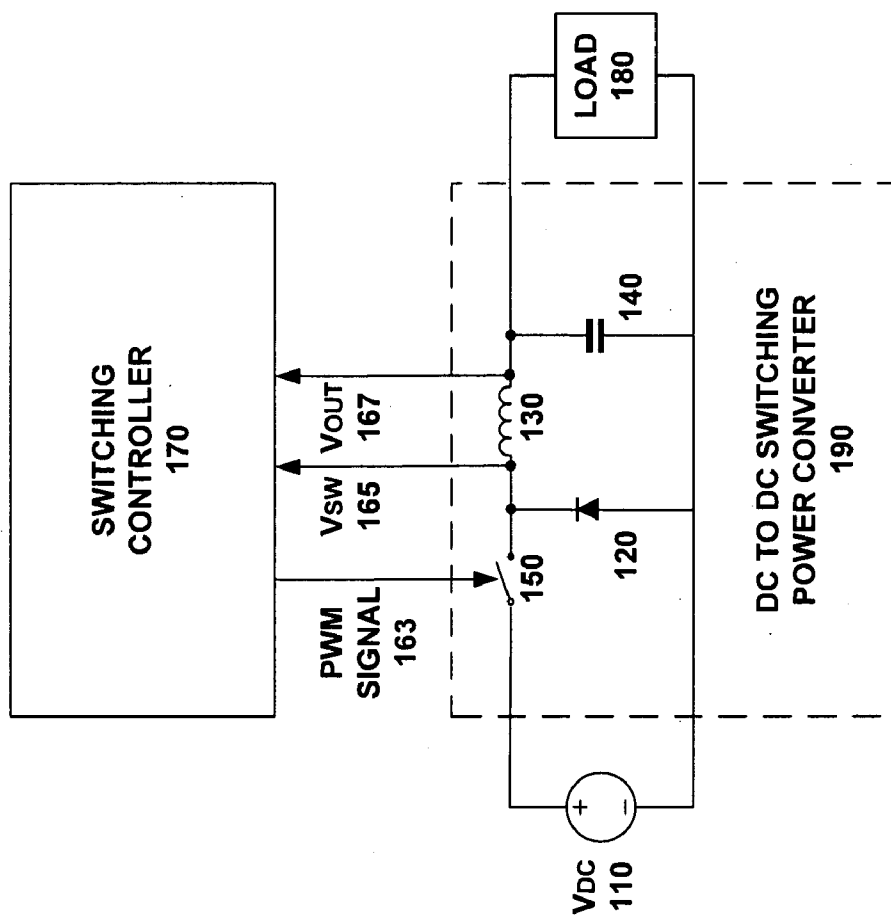 SWITCHING
CONTROLLER
170
PWM
SIGNAL
163
VSW
165
VOUT
167
VDC
110
+
−
150
120
130
140
LOAD
180
DC TO DC SWITCHING
POWER CONVERTER
190